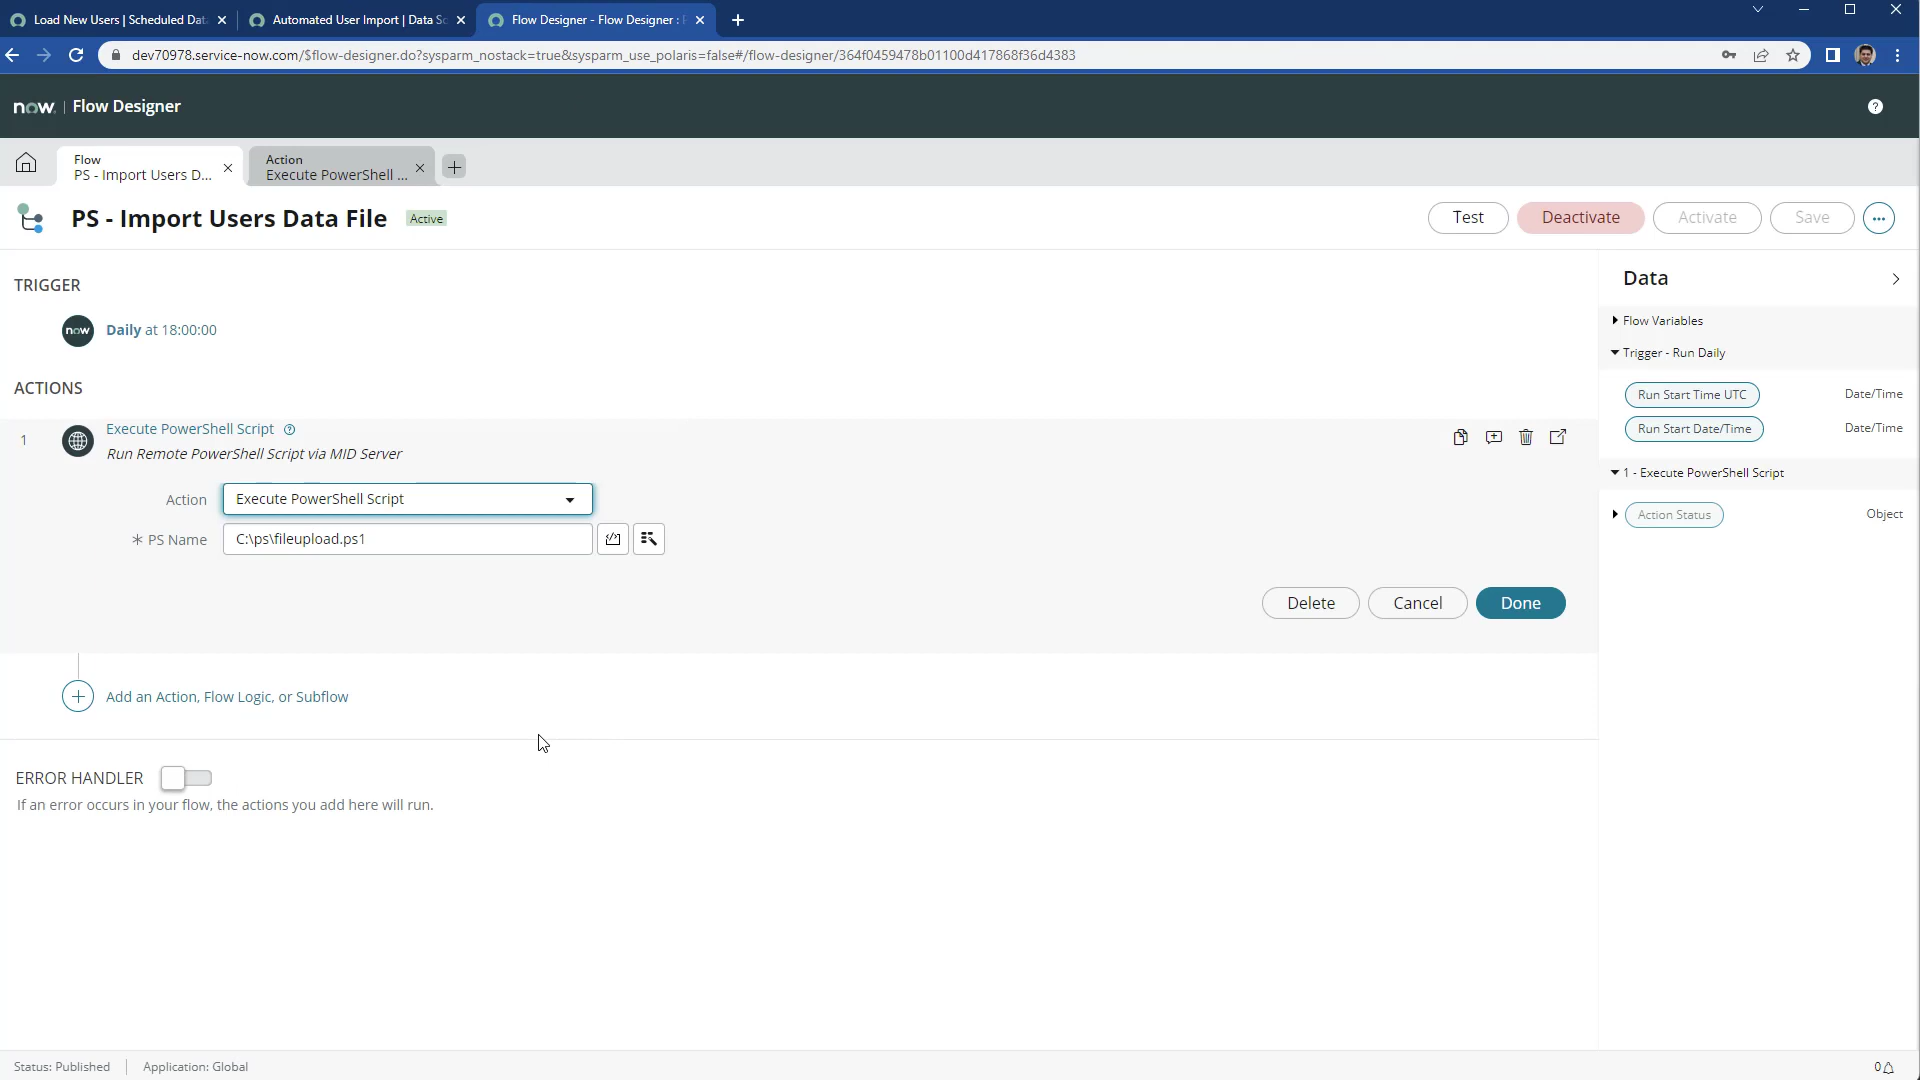 Load New Users | Scheduled Data
Automated User Import | Data So
Flow Designer - Flow Designer :
dev70978.service-now.com/$flow-designer.do?sysparm_nostack=true&sysparm_use_polaris=false#/flow-designer/364f0459478b01100d417868f36d4383
now. | Flow Designer
?
Flow
PS - Import Users D...
Action
Execute PowerShell ...
PS - Import Users Data File
Active
Test
Deactivate
Activate
Save
TRIGGER
now
Daily at 18:00:00
ACTIONS
1
Execute PowerShell Script
Run Remote PowerShell Script via MID Server
Action
Execute PowerShell Script
* PS Name
C:\ps\fileupload.ps1
Delete
Cancel
Done
Add an Action, Flow Logic, or Subflow
ERROR HANDLER
If an error occurs in your flow, the actions you add here will run.
Data
Flow Variables
Trigger - Run Daily
Run Start Time UTC
Date/Time
Run Start Date/Time
Date/Time
1 - Execute PowerShell Script
Action Status
Object
Status: Published
Application: Global
0